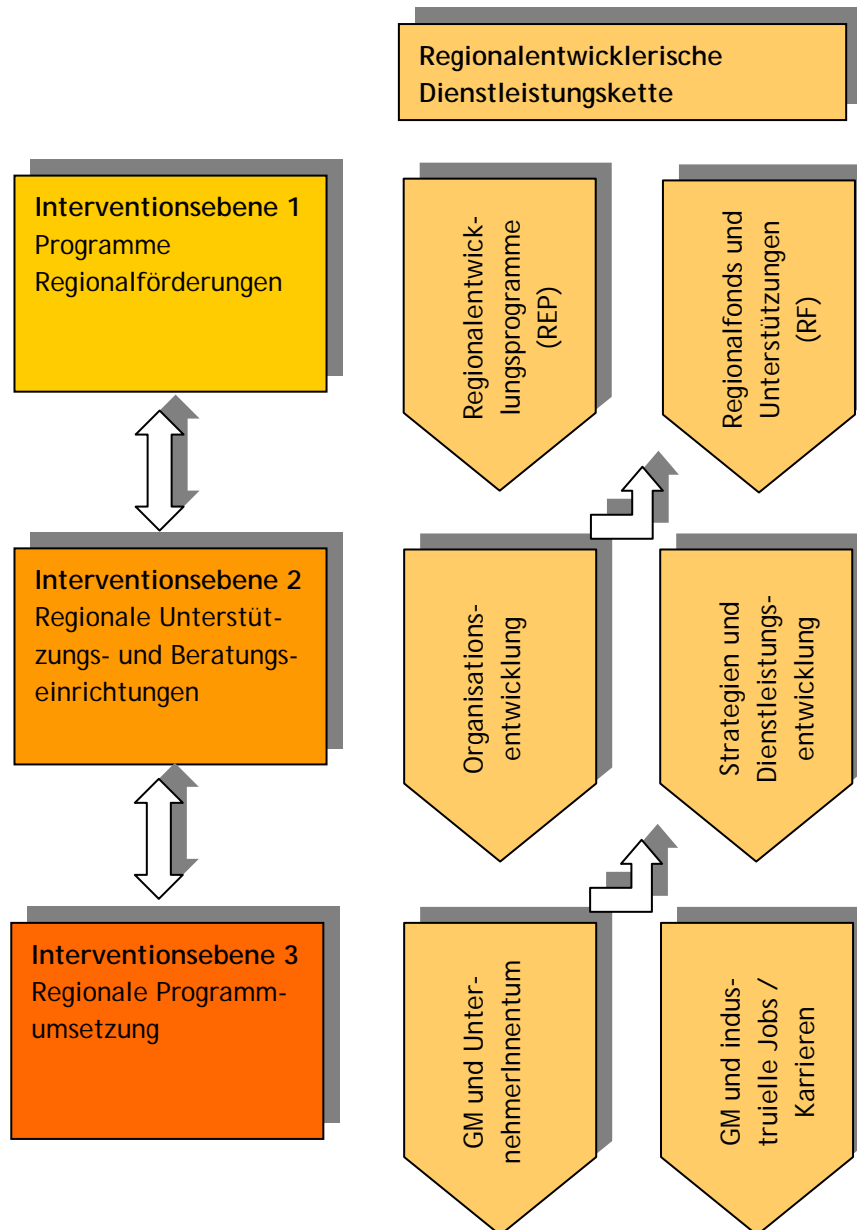 Regionalentwicklerische
Dienstleistungskette
Interventionsebene 1
Programme
Regionalförderungen
Regionalentwick-
lungsprogramme
(REP)
Regionalfonds und
Unterstützungen
(RF)
Interventionsebene 2
Regionale Unterstüt-
zungs- und Beratungs-
einrichtungen
Organisations-
entwicklung
Strategien und
Dienstleistungs-
entwicklung
Interventionsebene 3
Regionale Programm-
umsetzung
GM und Unter-
nehmerInnentum
GM und indus-
truielle Jobs /
Karrieren